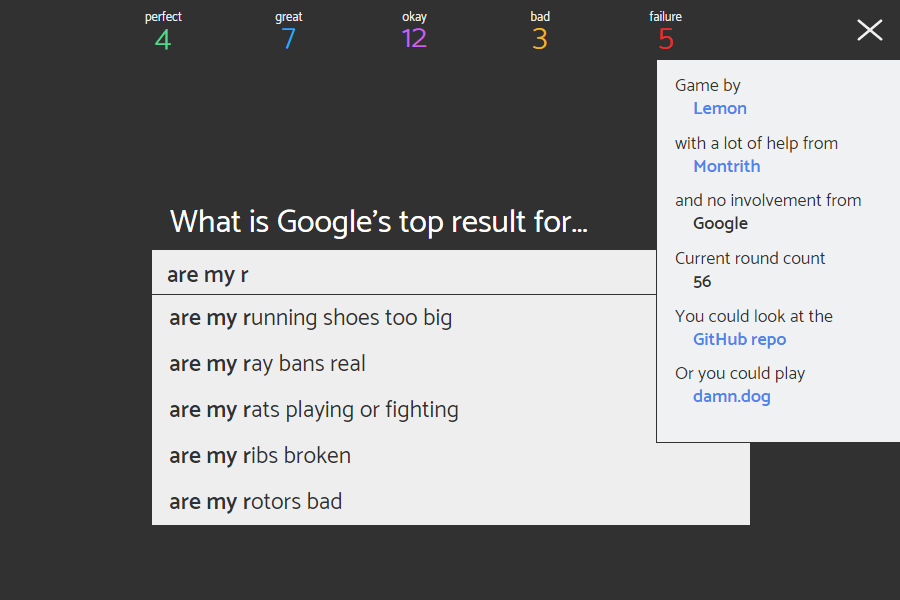 perfect great okay bad failure
4 7 12 3 5
Game by
Lemon
with a lot of help from
Montrith
and no involvement from
Google
Current round count
56
You could look at the
GitHub repo
Or you could play
damn.dog
What is Google's top result for...
are my r
are my running shoes too big
are my ray bans real
are my rats playing or fighting
are my ribs broken
are my rotors bad